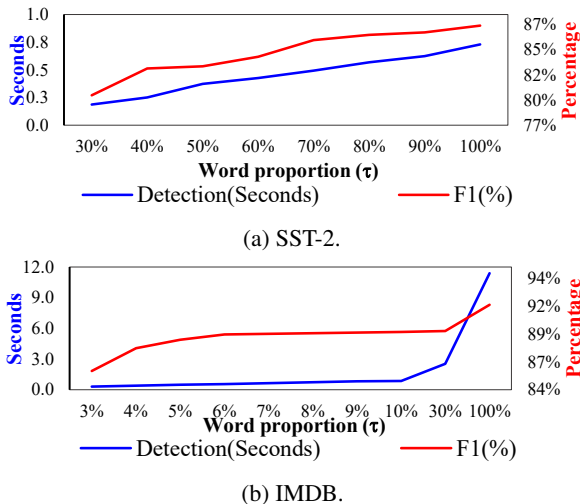 1.0
0.8
0.5
0.3
0.0
Seconds
87%
85%
82%
80%
77%
Percentage
30% 40% 50% 60% 70% 80% 90% 100%
Word proportion (τ)
Detection(Seconds) F1(%)
(a) SST-2.
12.0
9.0
6.0
3.0
0.0
Seconds
94%
92%
89%
87%
84%
Percentage
3% 4% 5% 6% 7% 8% 9% 10% 30% 100%
Word proportion (τ)
Detection(Seconds) F1(%)
(b) IMDB.